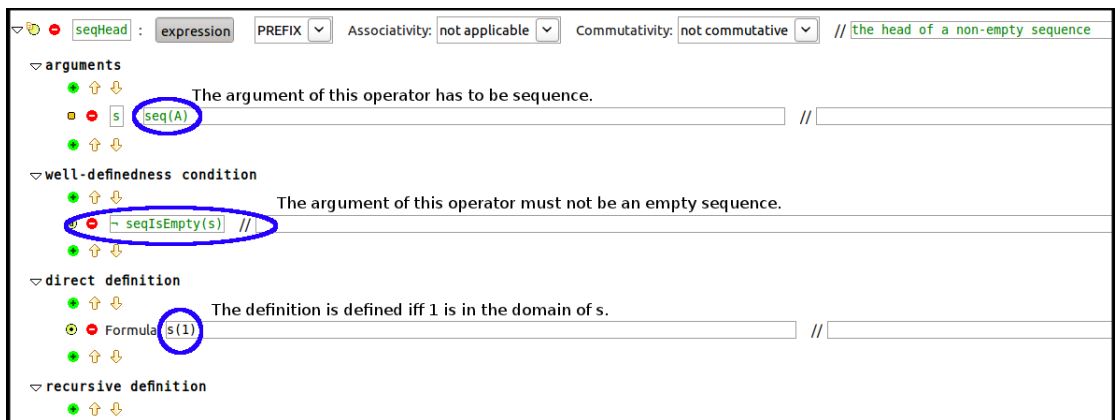 seqHead : expression PREFIX Associativity: not applicable Commutativity: not commutative // the head of a non-empty sequence
arguments
The argument of this operator has to be sequence.
s seq(A) //
well-definedness condition
The argument of this operator must not be an empty sequence.
¬ seqIsEmpty(s) //
direct definition
The definition is defined iff 1 is in the domain of s.
Formula s(1) //
recursive definition